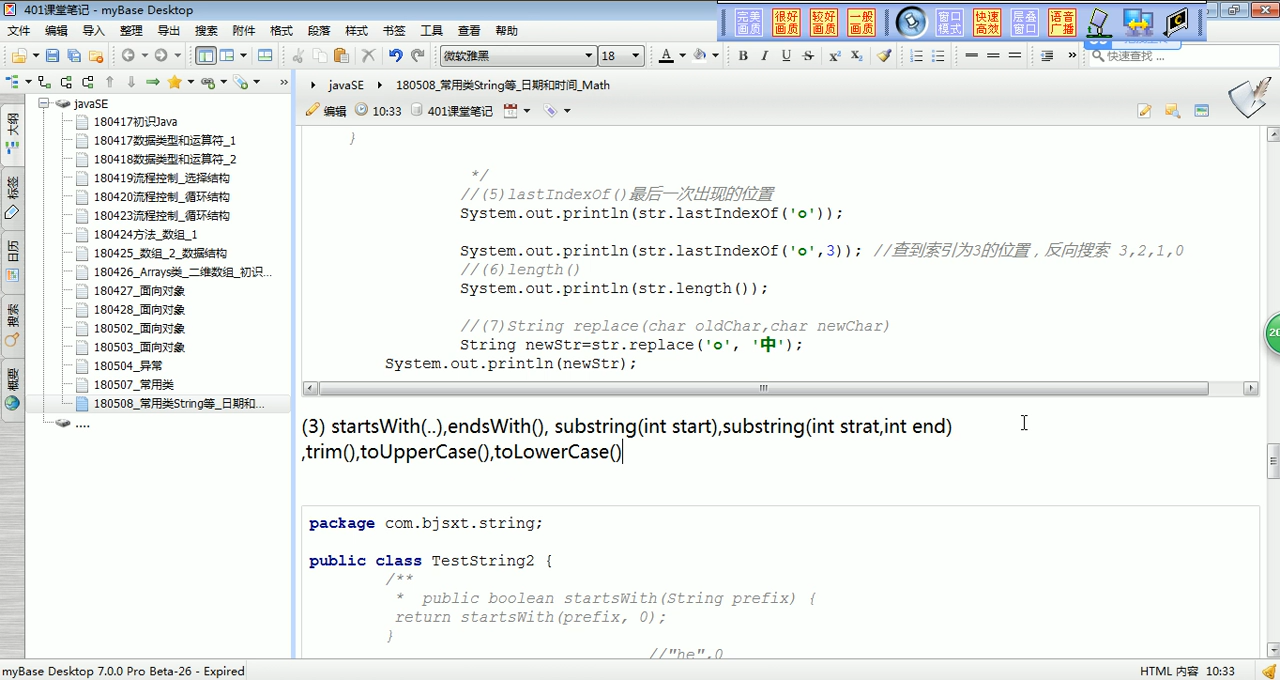 401课堂笔记 - myBase Desktop
完美画质 很好画质 较好画质 一般画质 窗口模式 快速高效 层叠窗口 语音广播
文件 编辑 导入 整理 导出 搜索 附件 格式 段落 样式 书签 工具 查看 帮助
微软雅黑 18 A B I U S X² X₂ 快速查找 ...
javaSE 180508_常用类String等_日期和时间_Math
编辑 10:33 401课堂笔记
大纲
标签
日历
搜索
概要
javaSE
180417初识Java
180417数据类型和运算符_1
180418数据类型和运算符_2
180419流程控制_选择结构
180420流程控制_循环结构
180423流程控制_循环结构
180424方法_数组_1
180425_数组_2_数据结构
180426_Arrays类_二维数组_初识...
180427_面向对象
180428_面向对象
180502_面向对象
180503_面向对象
180504_异常
180507_常用类
180508_常用类String等_日期和...
....
}
*/
//(5)lastIndexOf()最后一次出现的位置
System.out.println(str.lastIndexOf('o'));
System.out.println(str.lastIndexOf('o',3)); //查到索引为3的位置，反向搜索 3,2,1,0
//(6)length()
System.out.println(str.length());
//(7)String replace(char oldChar,char newChar)
String newStr=str.replace('o', '中');
System.out.println(newStr);
(3) startsWith(..),endsWith(), substring(int start),substring(int strat,int end)
,trim(),toUpperCase(),toLowerCase()
package com.bjsxt.string;
public class TestString2 {
/**
* public boolean startsWith(String prefix) {
return startsWith(prefix, 0);
}
//"he",0
myBase Desktop 7.0.0 Pro Beta-26 - Expired
HTML 内容 10:33